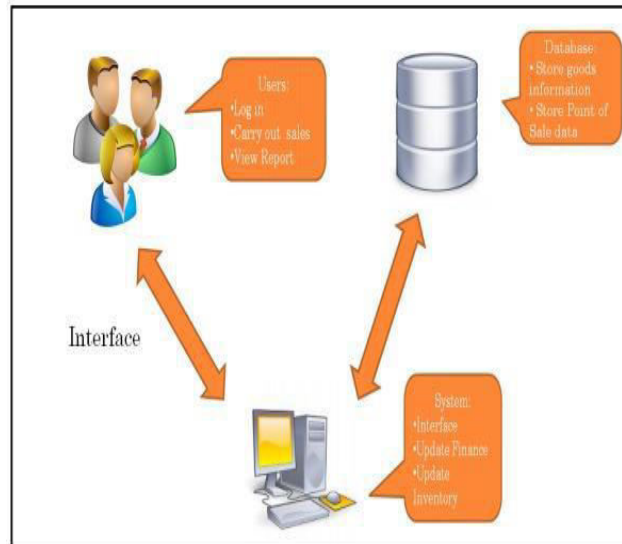 Users:
•Log in
•Carry out sales
•View Report
Database:
• Store goods
information
• Store Point of
Sale data
Interface
System:
•Interface
•Update Finance
•Update
Inventory